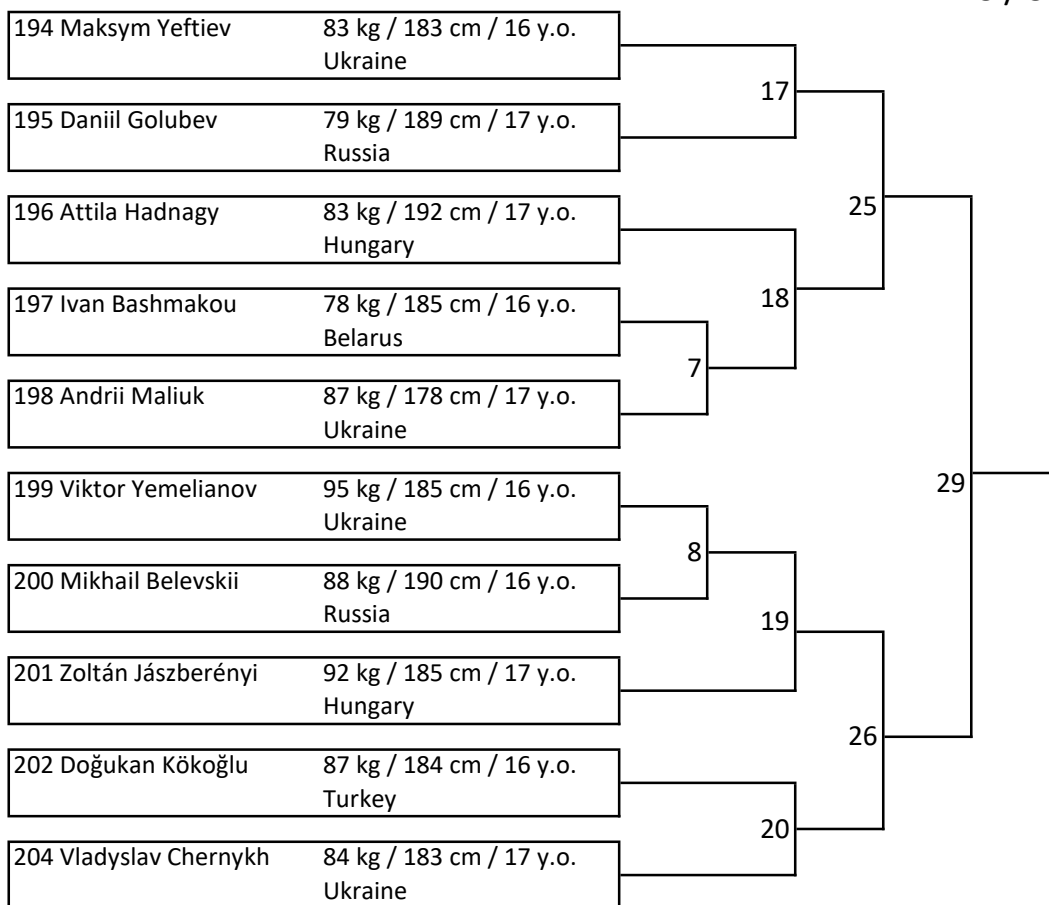 194 Maksym Yeftiev 83 kg / 183 cm / 16 y.o.
Ukraine
17
195 Daniil Golubev 79 kg / 189 cm / 17 y.o.
Russia
25
196 Attila Hadnagy 83 kg / 192 cm / 17 y.o.
Hungary
18
197 Ivan Bashmakou 78 kg / 185 cm / 16 y.o.
Belarus
7
198 Andrii Maliuk 87 kg / 178 cm / 17 y.o.
Ukraine
29
199 Viktor Yemelianov 95 kg / 185 cm / 16 y.o.
Ukraine
8
200 Mikhail Belevskii 88 kg / 190 cm / 16 y.o.
Russia
19
201 Zoltán Jászberényi 92 kg / 185 cm / 17 y.o.
Hungary
26
202 Doğukan Kökoğlu 87 kg / 184 cm / 16 y.o.
Turkey
20
204 Vladyslav Chernykh 84 kg / 183 cm / 17 y.o.
Ukraine